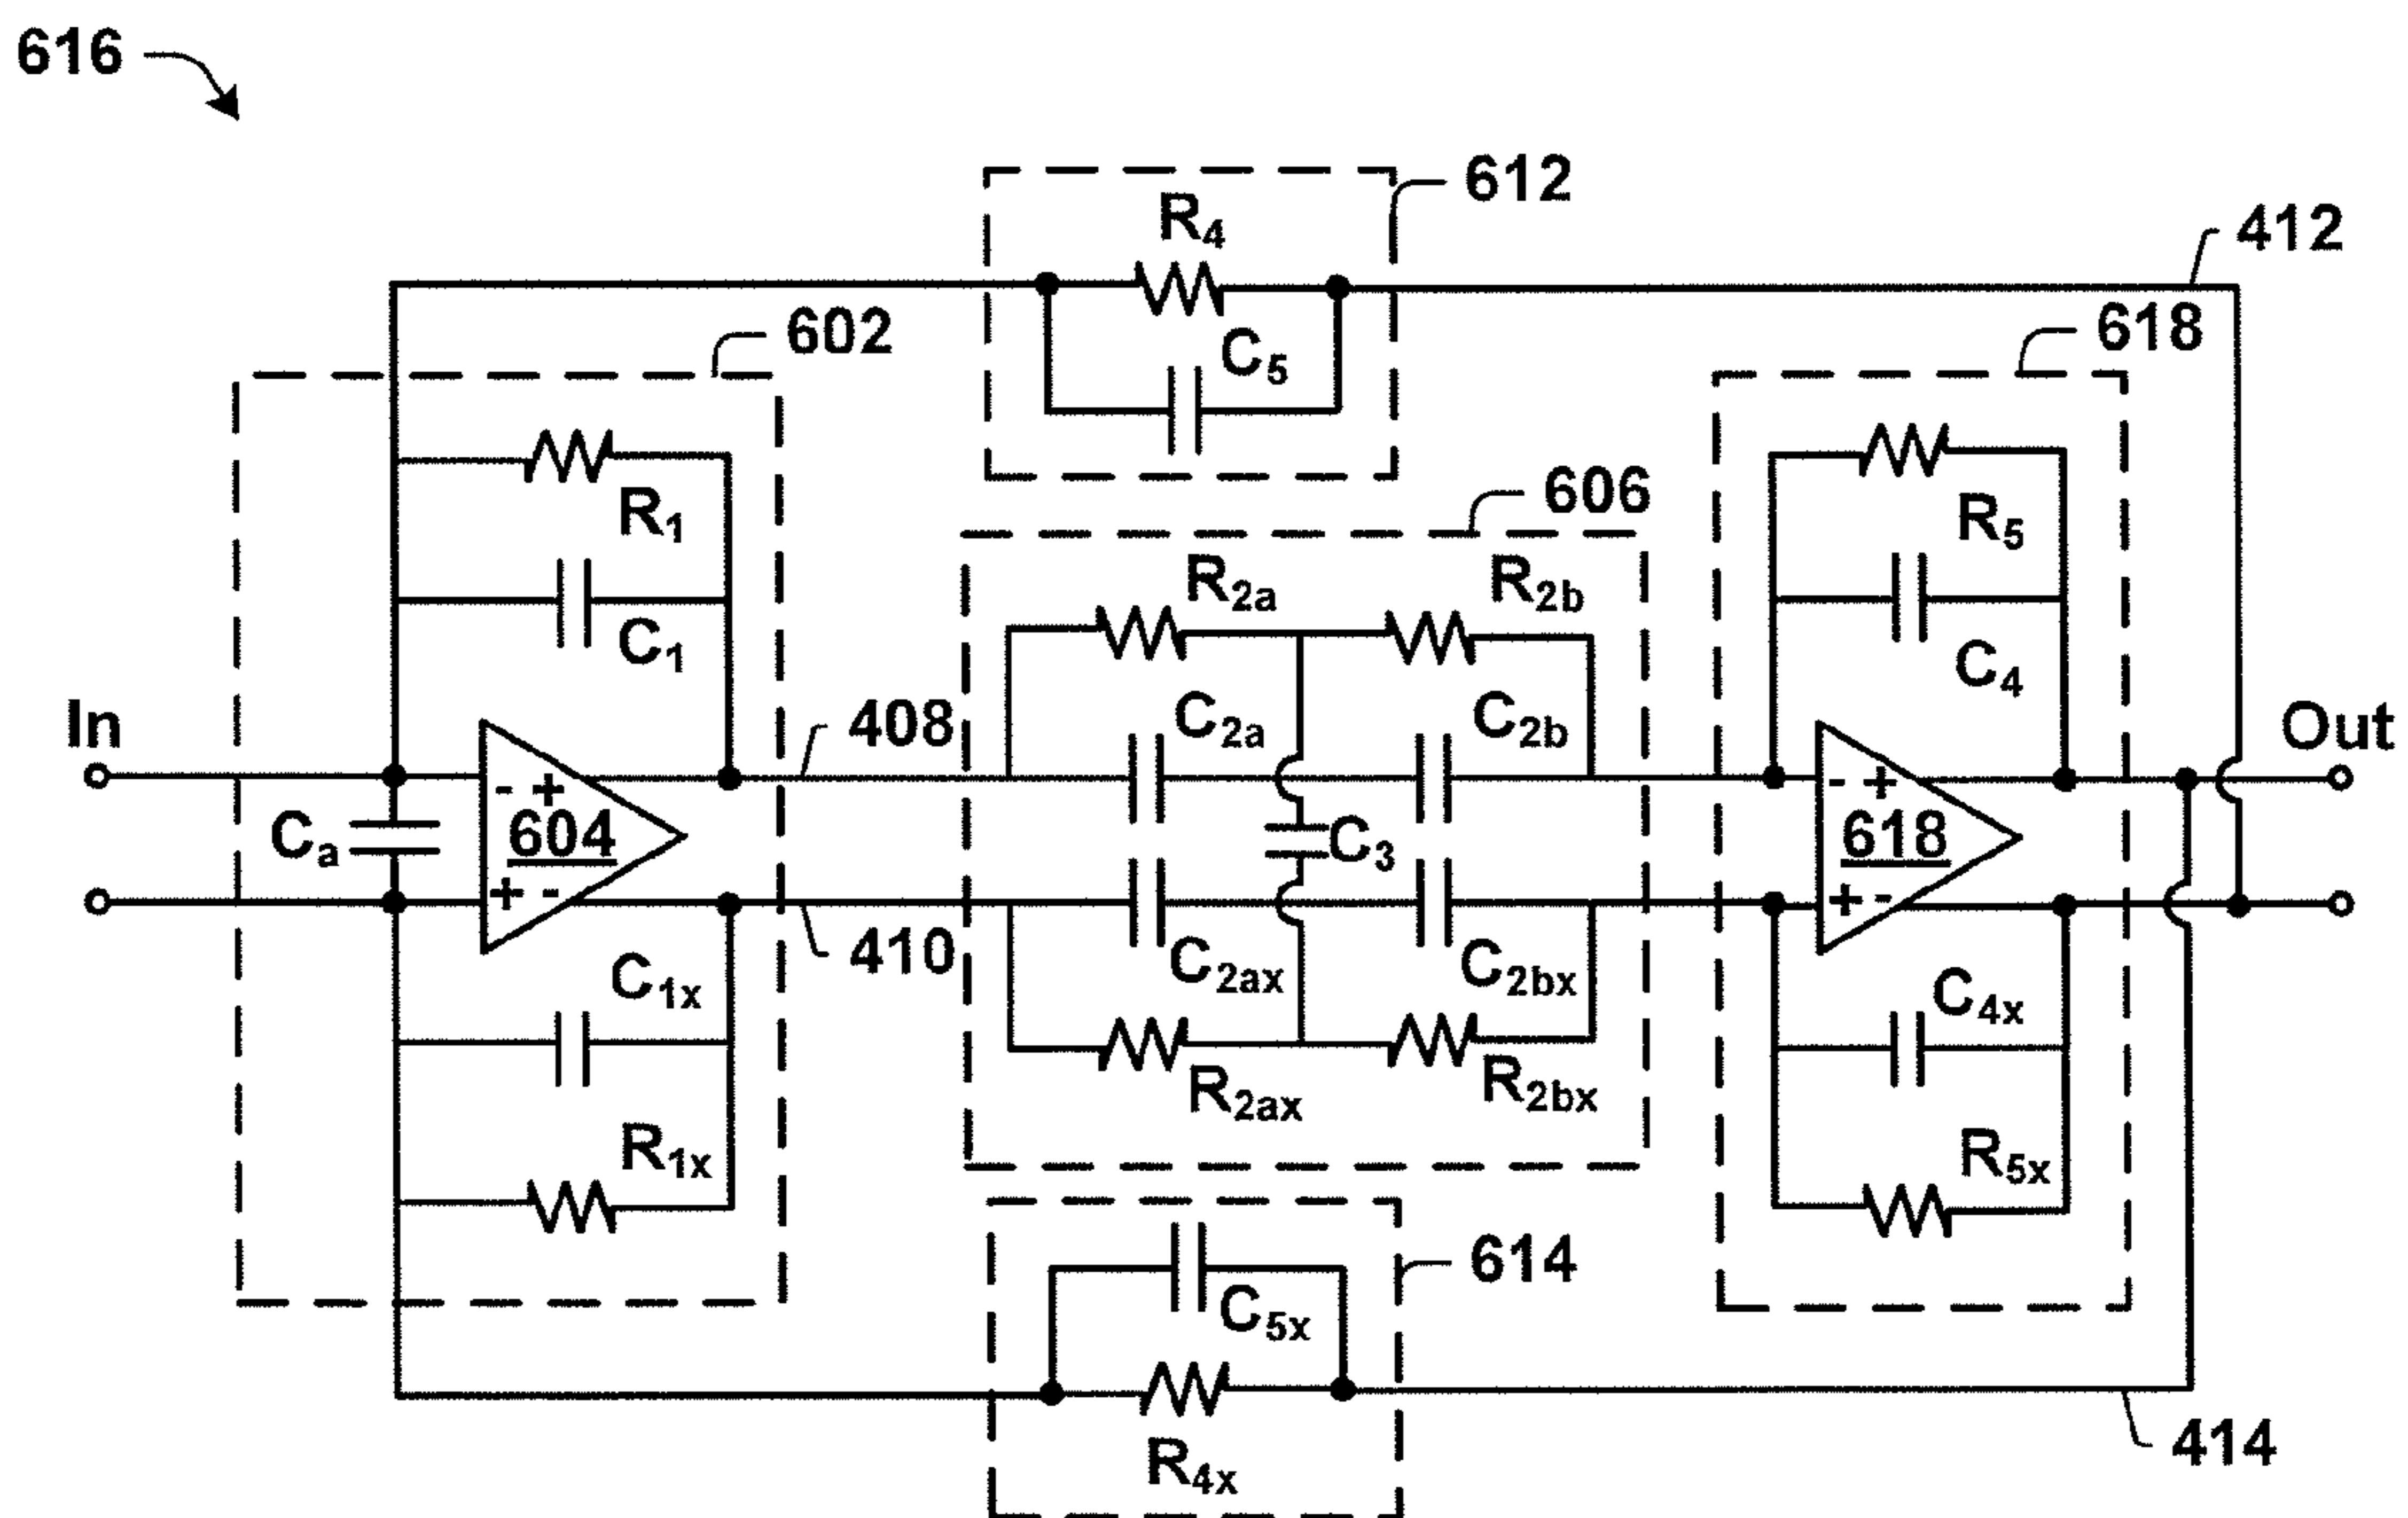 616
612
R4
412
C5
602
618
R1
606
R5
R2a
R2b
C1
C4
In
C2a
C2b
408
Out
- +
604
+ -
Ca
C3
- +
618
+ -
410
C1x
C2ax
C2bx
C4x
R1x
R2ax
R2bx
R5x
614
C5x
R4x
414